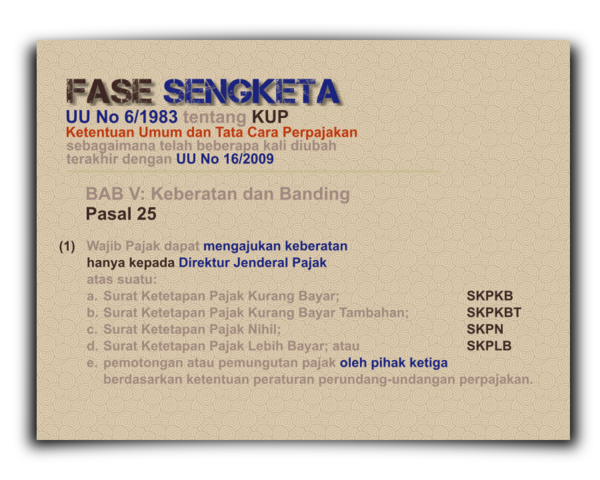 FASE SENGKETA
UU No 6/1983 tentang KUP
Ketentuan Umum dan Tata Cara Perpajakan
sebagaimana telah beberapa kali diubah
terakhir dengan UU No 16/2009
BAB V: Keberatan dan Banding
Pasal 25
(1) Wajib Pajak dapat mengajukan keberatan
hanya kepada Direktur Jenderal Pajak
atas suatu:
a. Surat Ketetapan Pajak Kurang Bayar; SKPKB
b. Surat Ketetapan Pajak Kurang Bayar Tambahan; SKPKBT
c. Surat Ketetapan Pajak Nihil; SKPN
d. Surat Ketetapan Pajak Lebih Bayar; atau SKPLB
e. pemotongan atau pemungutan pajak oleh pihak ketiga
berdasarkan ketentuan peraturan perundang-undangan perpajakan.